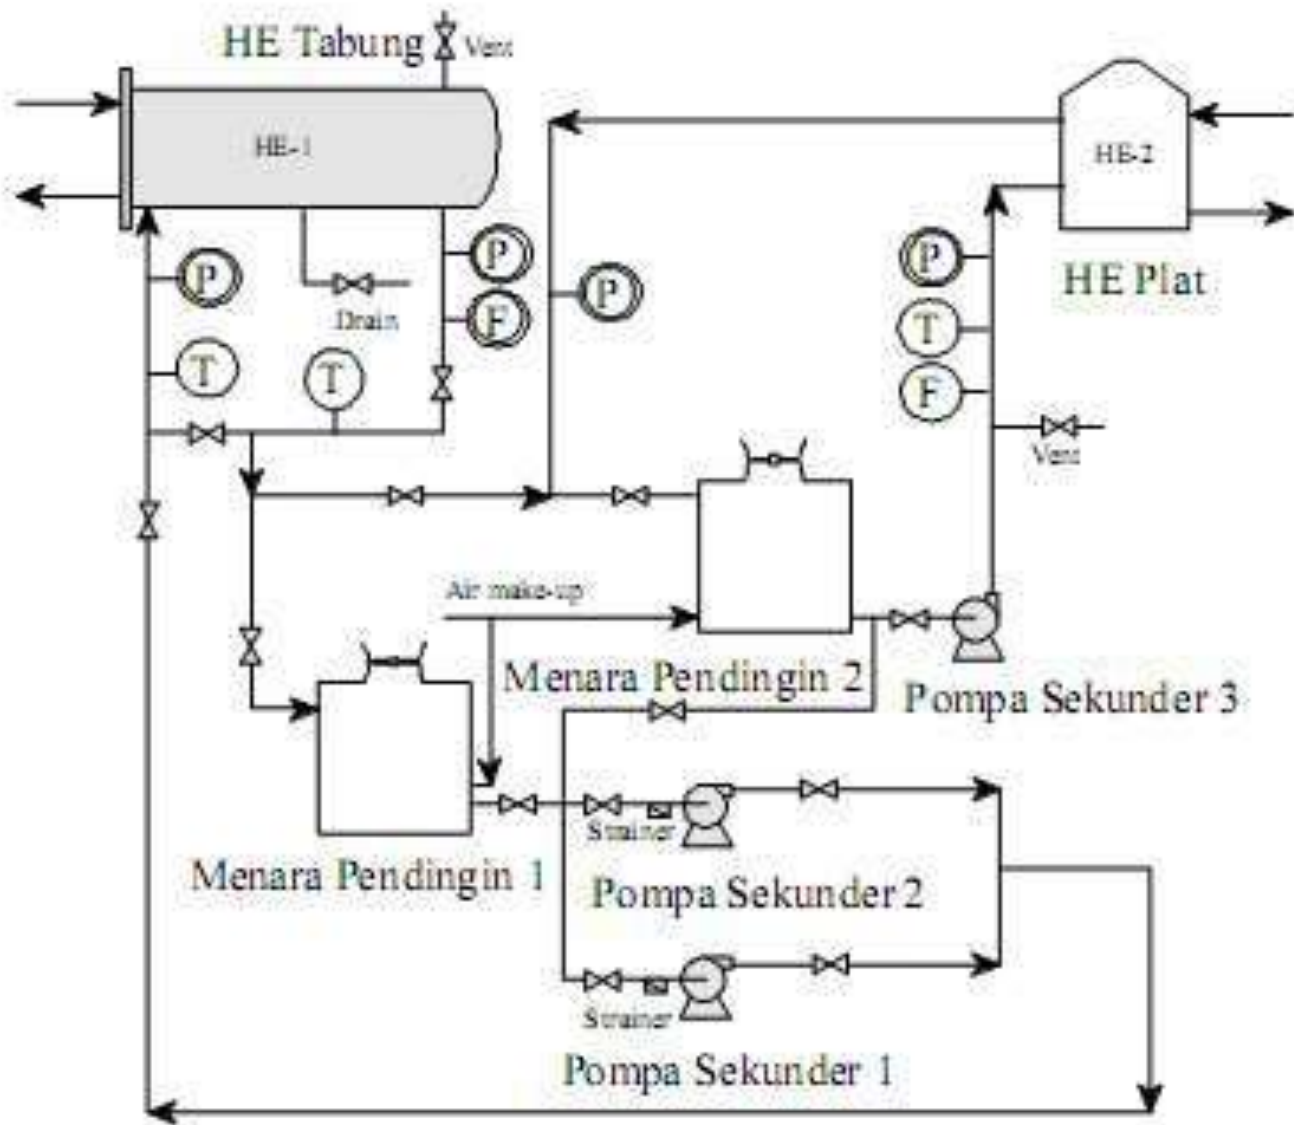 HE Tabung
Vent
HE-1
HE-2
HE Plat
P
P
P
P
F
Drain
T
T
T
F
Vent
Air make-up
Menara Pendingin 2
Pompa Sekunder 3
Strainer
Menara Pendingin 1
Pompa Sekunder 2
Strainer
Pompa Sekunder 1